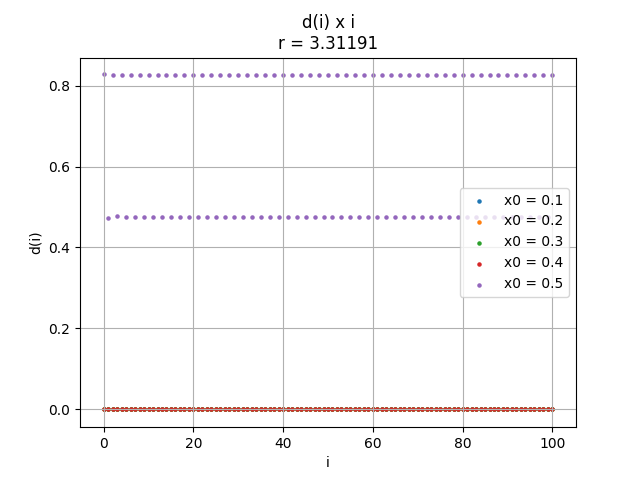 d(i) x i
r = 3.31191
0.8
0.6
0.4
0.2
0.0
d(i)
x0 = 0.1
x0 = 0.2
x0 = 0.3
x0 = 0.4
x0 = 0.5
0 20 40 60 80 100
i